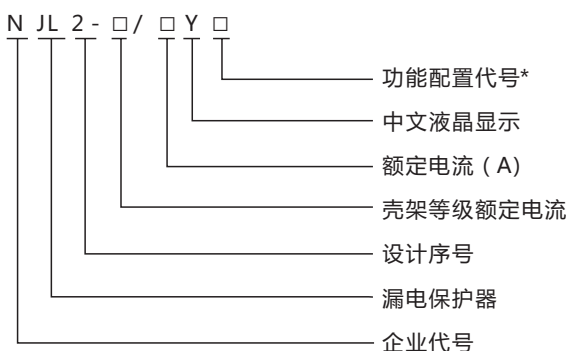 N JL 2 - □ / □ Y □
功能配置代号*
中文液晶显示
额定电流(A)
壳架等级额定电流
设计序号
漏电保护器
企业代号